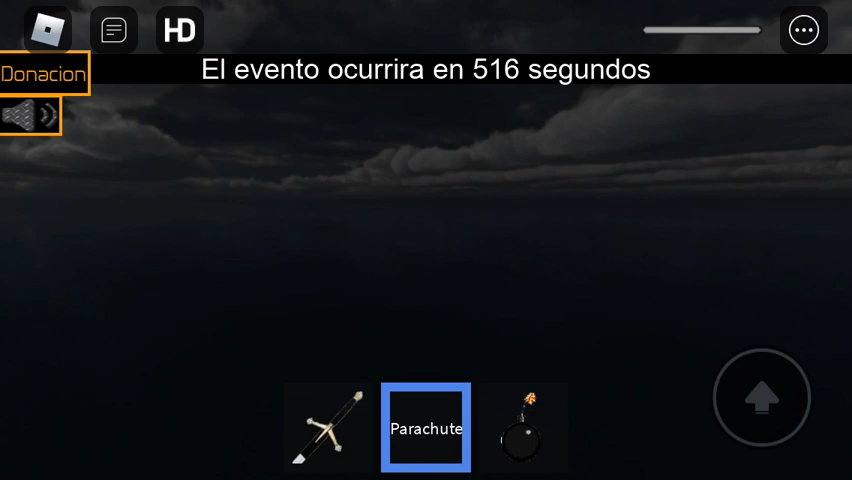 HD
El evento ocurrira en 516 segundos
Donacion
Parachute